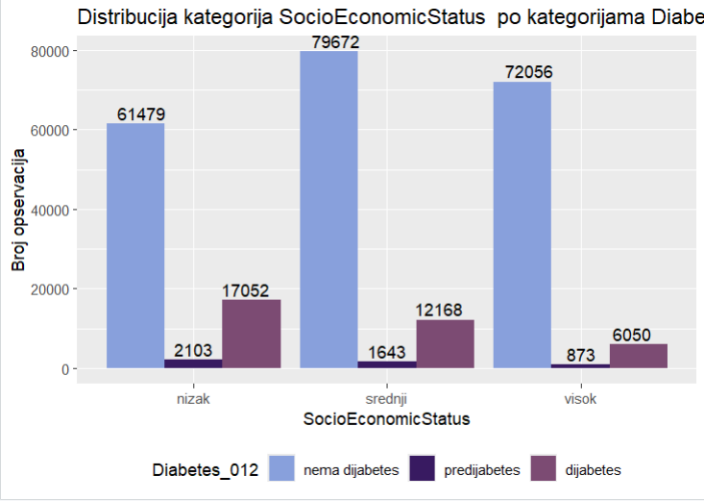 Distribucija kategorija SocioEconomicStatus po kategorijama Diabe
Broj opservacija
80000
60000
40000
20000
0
61479
2103
17052
79672
1643
12168
72056
873
6050
nizak
srednji
visok
SocioEconomicStatus
Diabetes_012 nema dijabetes predijabetes dijabetes